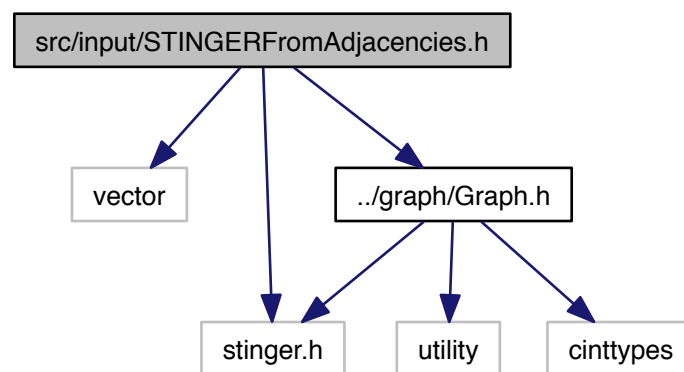 src/input/STINGERFromAdjacencies.h
vector
../graph/Graph.h
stinger.h
utility
cinttypes